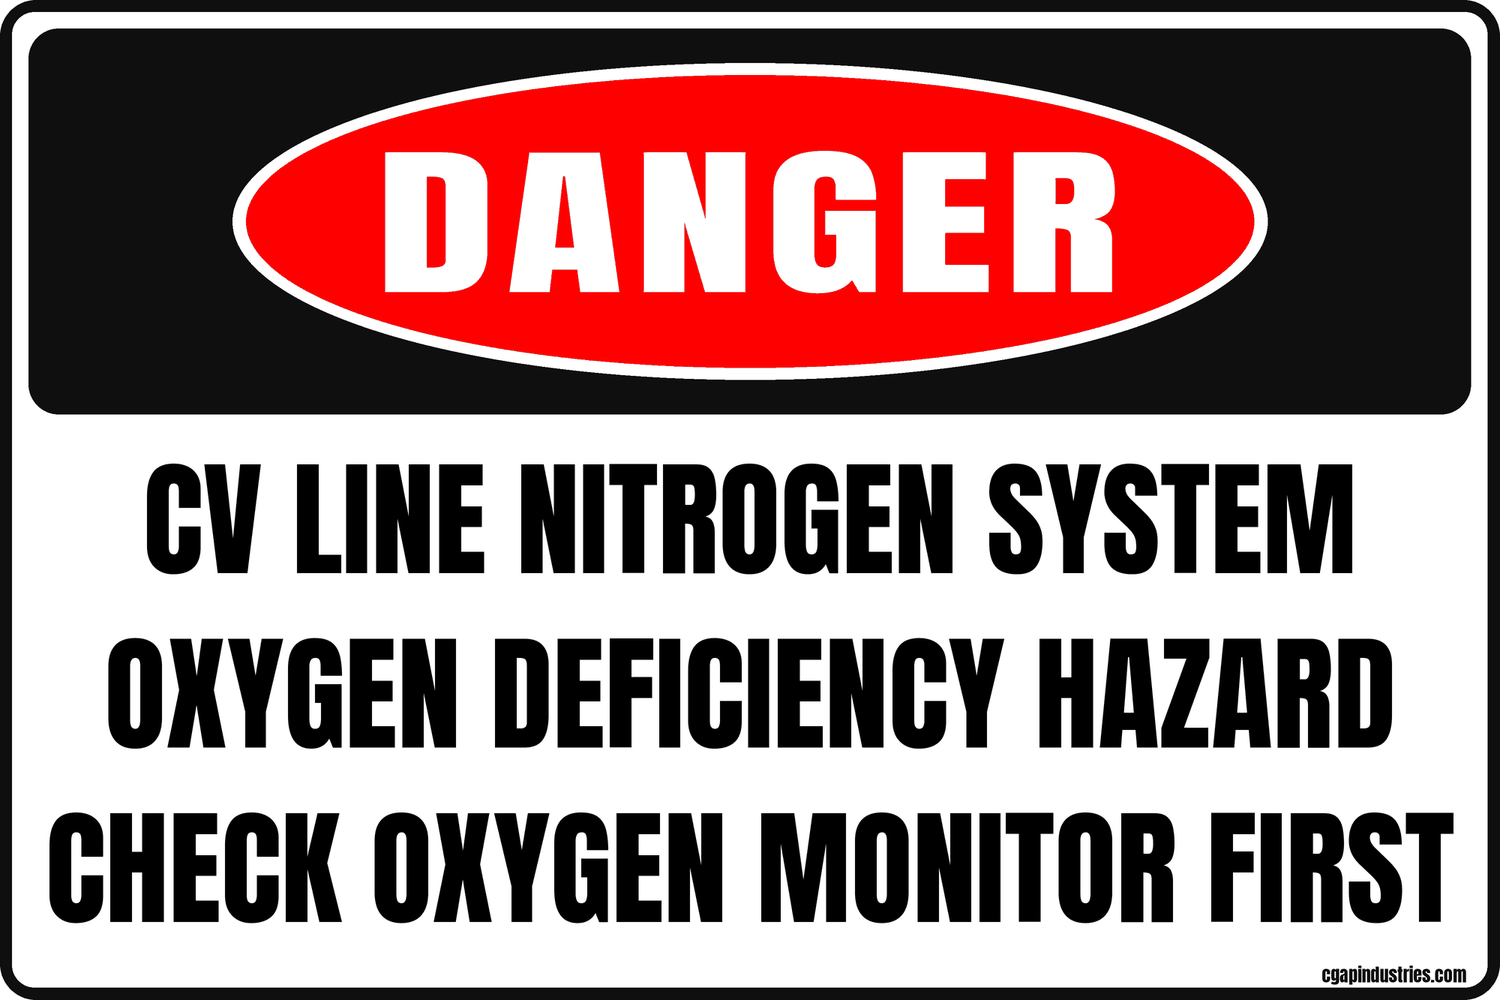 DANGER
CV LINE NITROGEN SYSTEM
OXYGEN DEFICIENCY HAZARD
CHECK OXYGEN MONITOR FIRST
cgapindustries.com